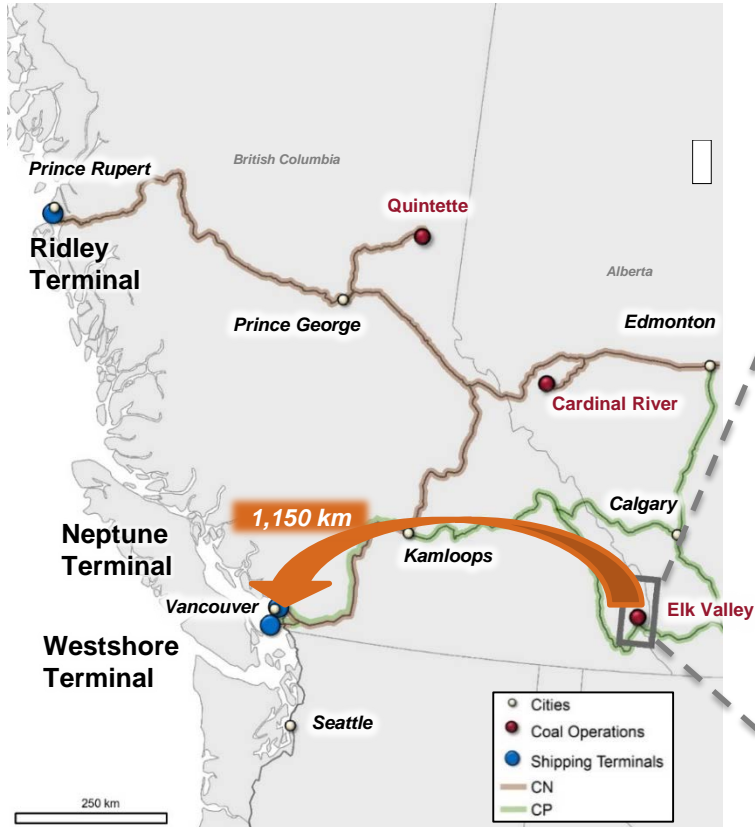 British Columbia
Prince Rupert
Quintette
Ridley
Terminal
Alberta
Prince George
Edmonton
Cardinal River
1,150 km
Calgary
Neptune
Terminal
Kamloops
Vancouver
Elk Valley
Westshore
Terminal
Seattle
Cities
Coal Operations
Shipping Terminals
CN
CP
250 km